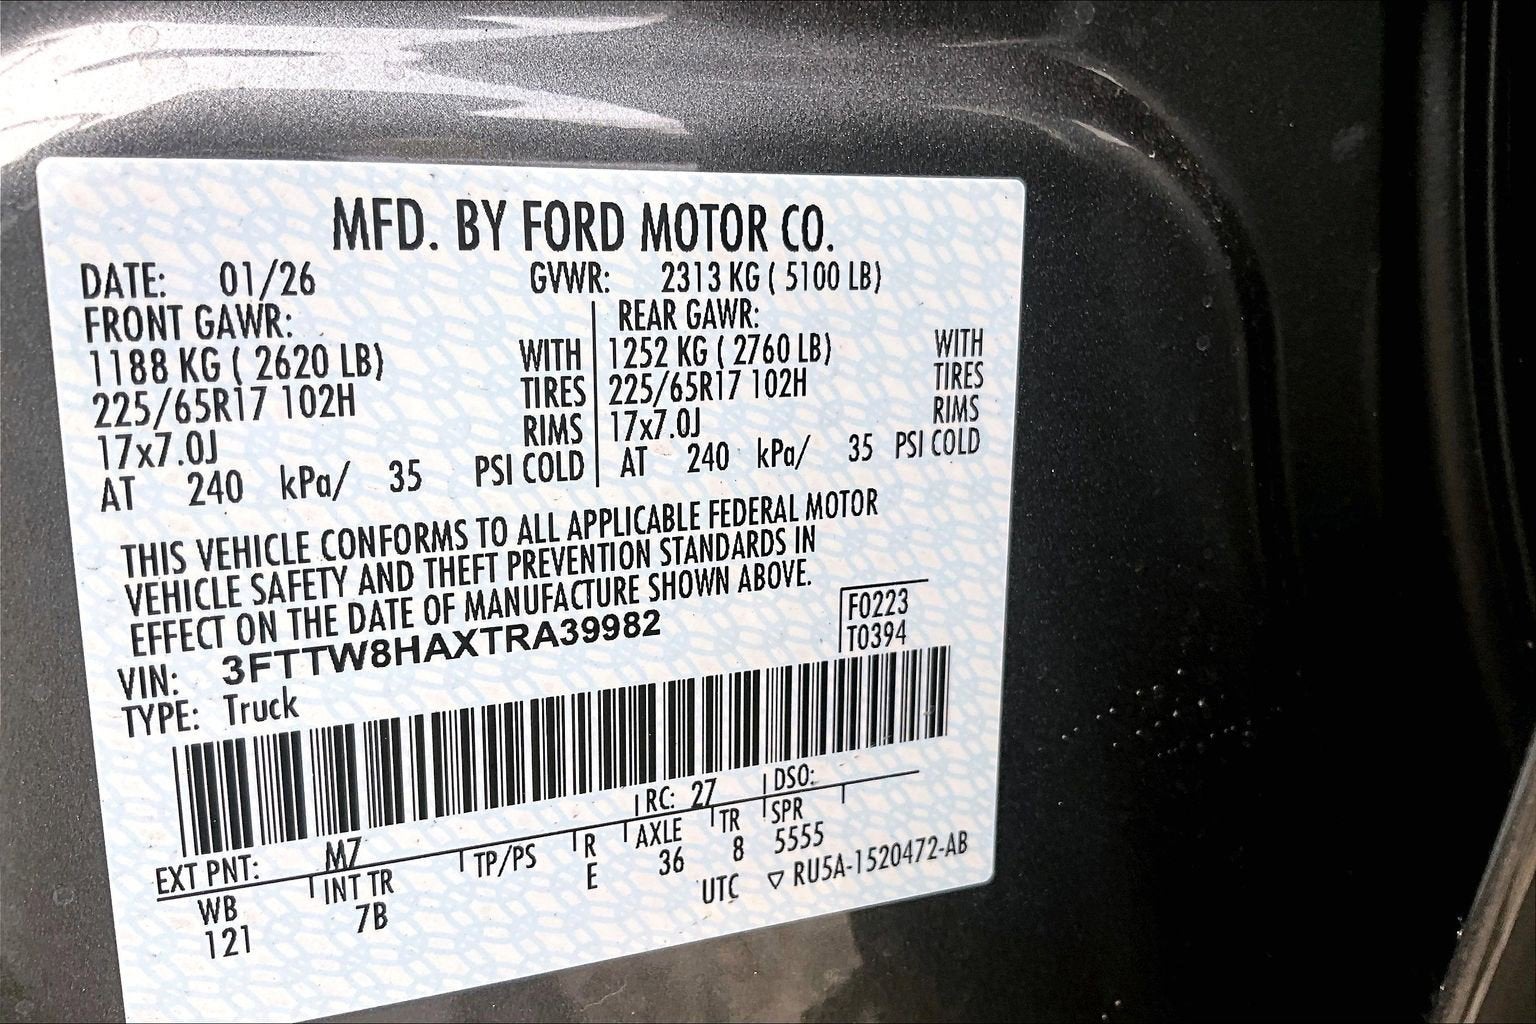 MFD. BY FORD MOTOR CO.
DATE: 01/26 GVWR: 2313 KG ( 5100 LB)
FRONT GAWR: REAR GAWR:
1188 KG ( 2620 LB) WITH 1252 KG ( 2760 LB) WITH
225/65R17 102H TIRES 225/65R17 102H TIRES
17x7.0J RIMS 17x7.0J RIMS
AT 240 kPa/ 35 PSI COLD AT 240 kPa/ 35 PSI COLD
THIS VEHICLE CONFORMS TO ALL APPLICABLE FEDERAL MOTOR
VEHICLE SAFETY AND THEFT PREVENTION STANDARDS IN
EFFECT ON THE DATE OF MANUFACTURE SHOWN ABOVE.
VIN: 3FTTW8HAXTRA39982 F0223
TYPE: Truck T0394
RC: 27 DSO:
EXT PNT: M7
WB INT TR TP/PS R AXLE TR SPR
121 7B E 36 8 5555
UTC ▽ RU5A-1520472-AB